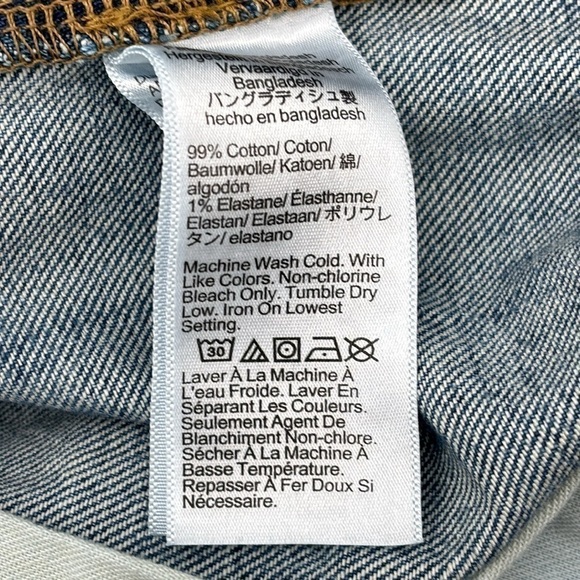 Vervaardigd in
Bangladesh
バングラディシュ製
hecho en bangladesh
99% Cotton/ Coton/
Baumwolle/ Katoen/ 綿/
algodón
1% Elastane/ Élasthanne/
Elastan/ Elastaan/ ポリウレ
タン/ elastano
Machine Wash Cold. With
Like Colors. Non-chlorine
Bleach Only. Tumble Dry
Low. Iron On Lowest
Setting.
30
Laver À La Machine À
L'eau Froide. Laver En
Séparant Les Couleurs.
Seulement Agent De
Blanchiment Non-chlore.
Sécher À La Machine À
Basse Température.
Repasser À Fer Doux Si
Nécessaire.